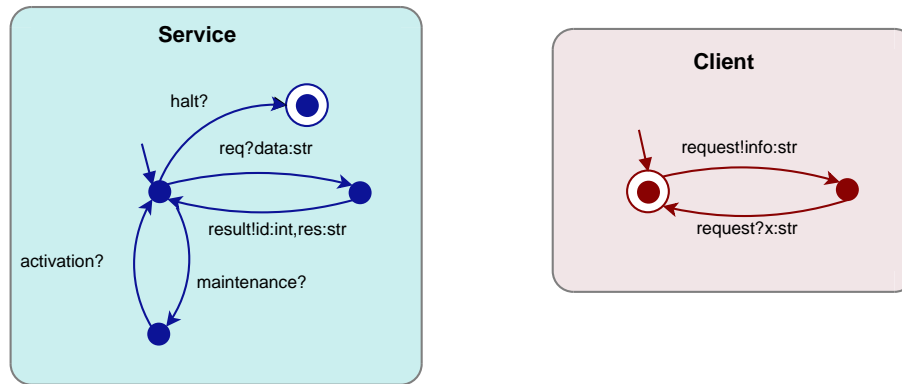 Service
halt?
req?data:str
result!id:int,res:str
activation?
maintenance?
Client
request!info:str
request?x:str